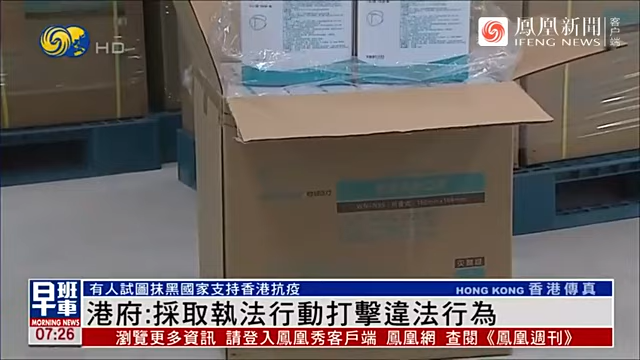 鳳凰新聞
IFENG NEWS
客户端
HD
有人試圖抹黑國家支持香港抗疫
HONG KONG 香港傳真
早班車
港府:採取執法行動打擊違法行為
MORNING NEWS
07:26
瀏覽更多資訊 請登入鳳凰秀客戶端 鳳凰網 查閱《鳳凰週刊》